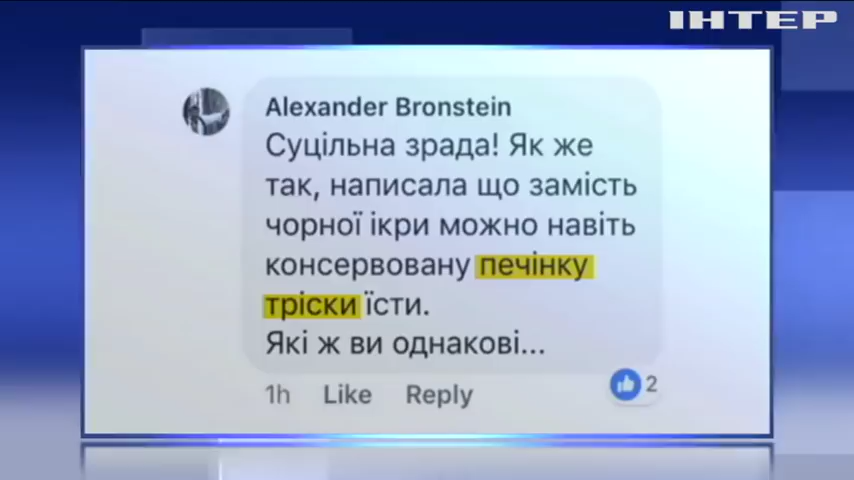 ІНТЕР
Alexander Bronstein
Суцільна зрада! Як же
так, написала що замість
чорної ікри можно навіть
консервовану печінку
тріски їсти.
Які ж ви однакові...
1h Like Reply 2